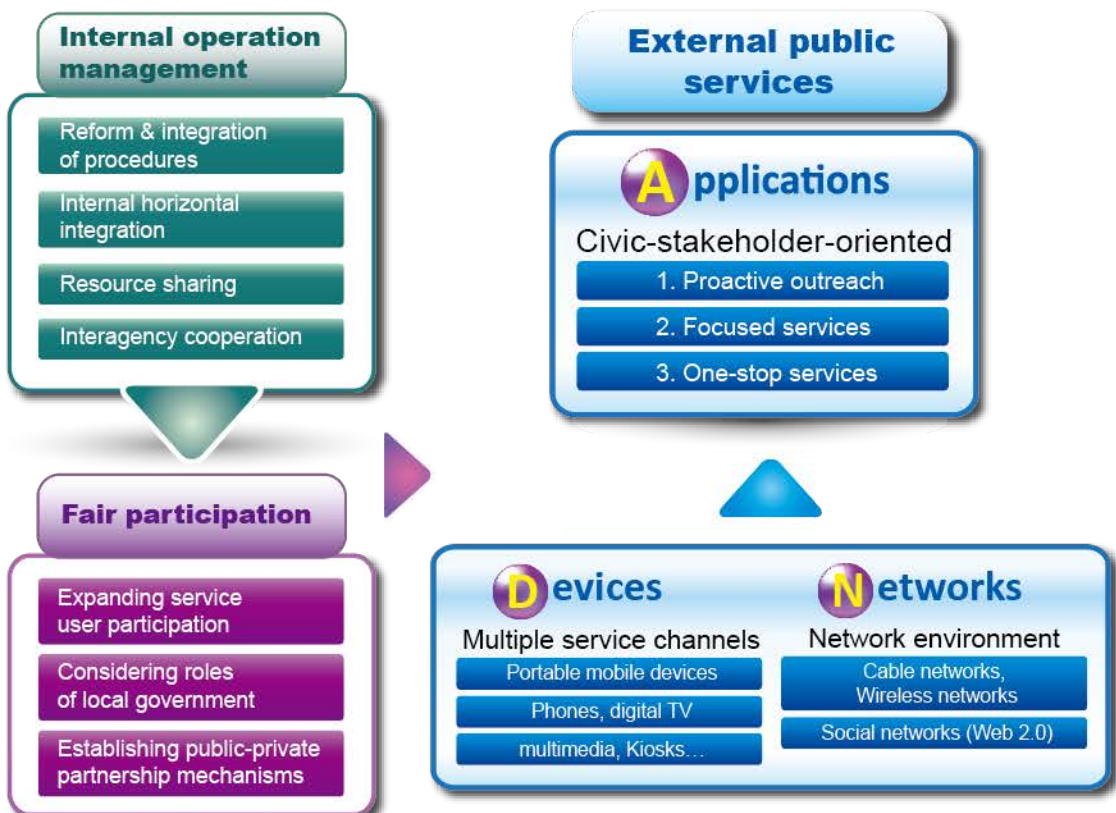 Internal operation
management
Reform & integration
of procedures
Internal horizontal
integration
Resource sharing
Interagency cooperation
Fair participation
Expanding service
user participation
Considering roles
of local government
Establishing public-private
partnership mechanisms
External public
services
Applications
Civic-stakeholder-oriented
1. Proactive outreach
2. Focused services
3. One-stop services
Devices
Multiple service channels
Portable mobile devices
Phones, digital TV
multimedia, Kiosks...
Networks
Network environment
Cable networks,
Wireless networks
Social networks (Web 2.0)